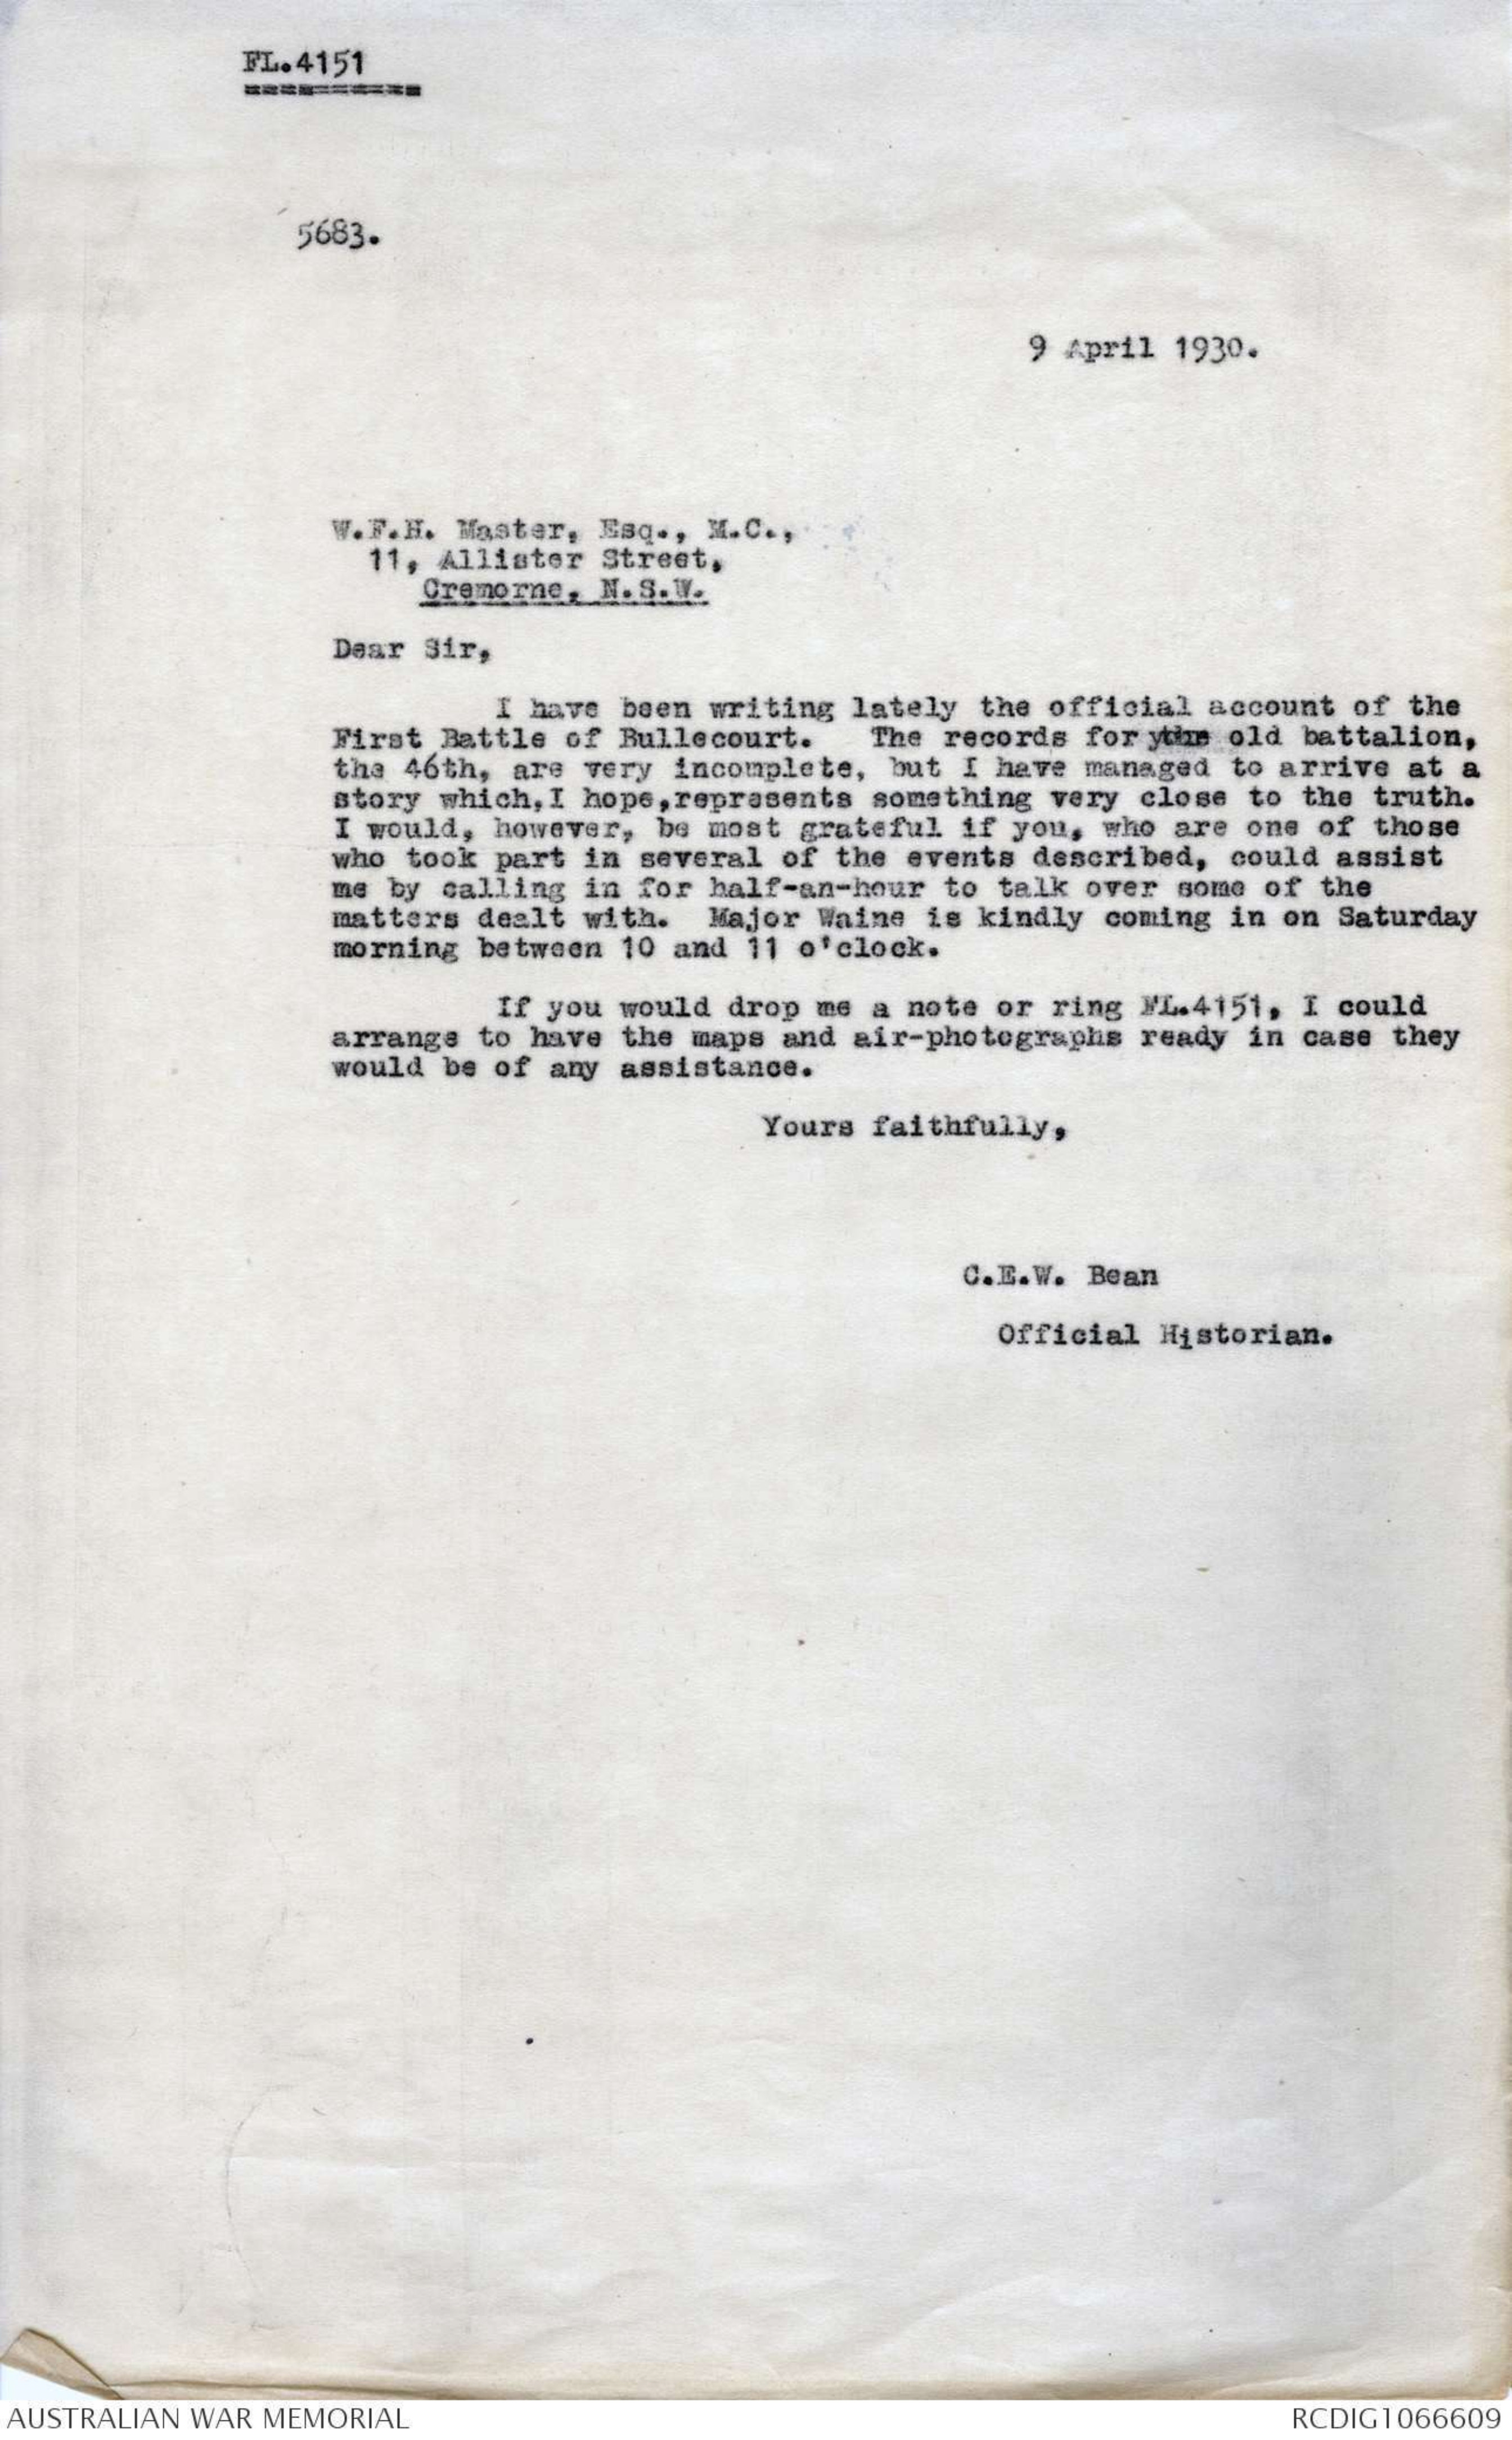 FL.4151
5683.
9 April 1930.
W.F.H. Master, Esq., M.C.,
11, Allister Street,
Cremorne, N.S.W.
Dear Sir,
I have been writing lately the official account of the
First Battle of Bullecourt. The records for old battalion,
the 46th, are very incomplete, but I have managed to arrive at a
story which, I hope, represents something very close to the truth.
I would, however, be most grateful if you, who are one of those
who took part in several of the events described, could assist
me by calling in for half-an-hour to talk over some of the
matters dealt with. Major Waine is kindly coming in on Saturday
morning between 10 and 11 o'clock.
If you would drop me a note or ring FL.4151, I could
arrange to have the maps and air-photographs ready in case they
would be of any assistance.
Yours faithfully,
C.E.W. Bean
Official Historian.
AUSTRALIAN WAR MEMORIAL
RCDIG1066609